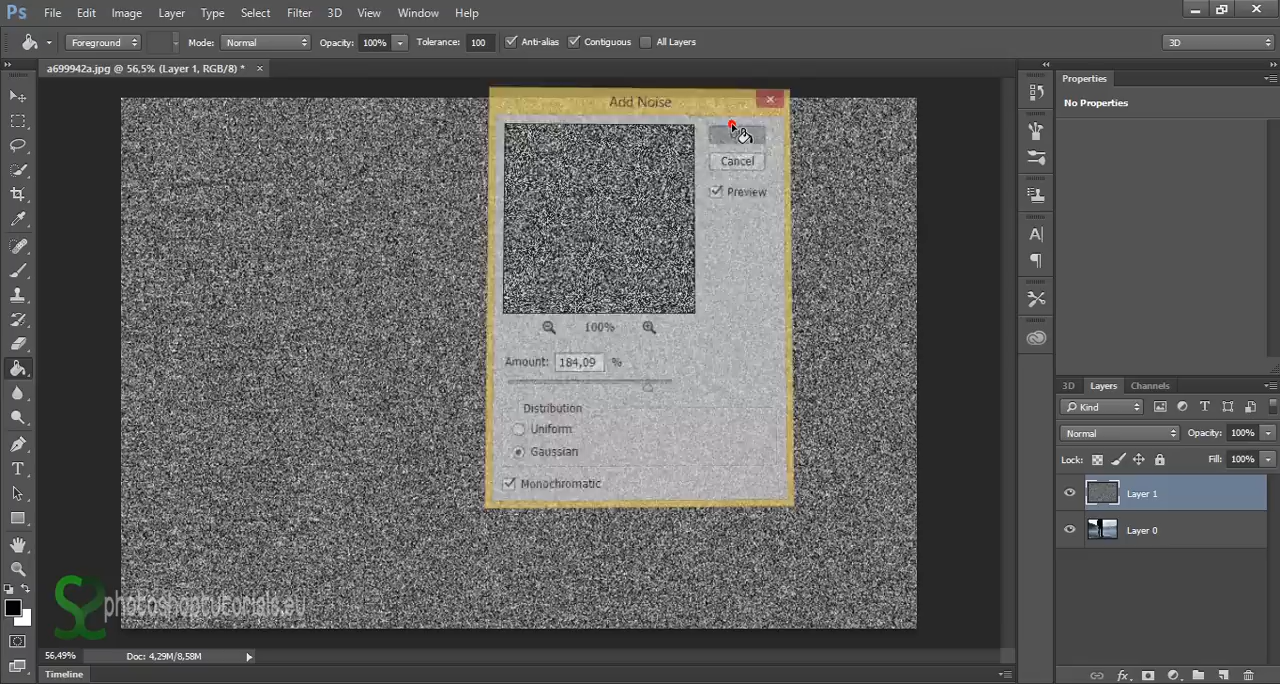 Ps File Edit Image Layer Type Select Filter 3D View Window Help
Foreground Mode: Normal Opacity: 100% Tolerance: 100 Anti-alias Contiguous All Layers 3D
a699942a.jpg @ 56,5% (Layer 1, RGB/8) * ×
Properties
No Properties
Add Noise
Cancel
Preview
100%
Amount: 184,09 %
Distribution
Uniform
Gaussian
Monochromatic
3D Layers Channels
Kind
Normal Opacity: 100%
Lock: Fill: 100%
Layer 1
Layer 0
photoshoptutorials.eu
56,49% Doc: 4,29M/8,58M
Timeline